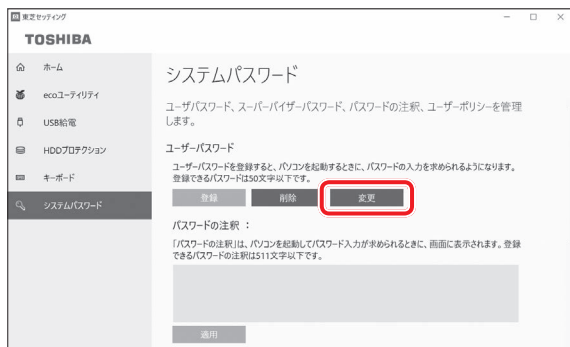 東芝セッティング
TOSHIBA
ホーム
ecoユーティリティ
USB給電
HDDプロテクション
キーボード
システムパスワード
システムパスワード
ユーザパスワード、スーパーバイザーパスワード、パスワードの注釈、ユーザーポリシーを管理
します。
ユーザーパスワード
ユーザーパスワードを登録すると、パソコンを起動するときに、パスワードの入力を求められるようになります。
登録できるパスワードは50文字以下です。
登録 削除 変更
パスワードの注釈 :
「パスワードの注釈」は、パソコンを起動してパスワード入力が求められるときに、画面に表示されます。登録
できるパスワードの注釈は511文字以下です。
適用